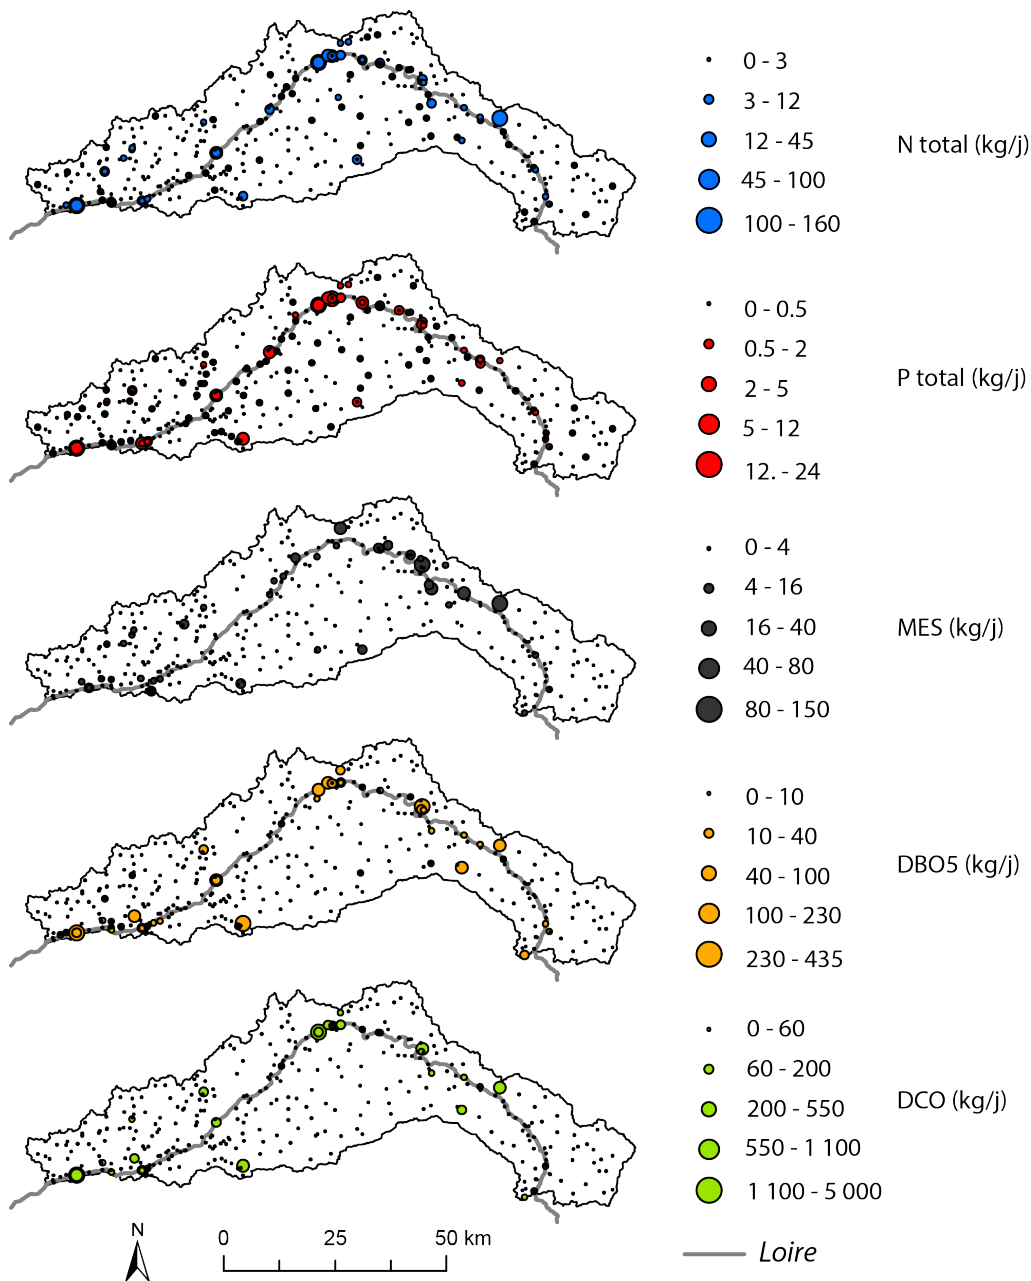 0 - 3
3 - 12
12 - 45
45 - 100
100 - 160
N total (kg/j)
0 - 0.5
0.5 - 2
2 - 5
5 - 12
12. - 24
P total (kg/j)
0 - 4
4 - 16
16 - 40
40 - 80
80 - 150
MES (kg/j)
0 - 10
10 - 40
40 - 100
100 - 230
230 - 435
DBO5 (kg/j)
0 - 60
60 - 200
200 - 550
550 - 1 100
1 100 - 5 000
DCO (kg/j)
N
0 25 50 km
Loire